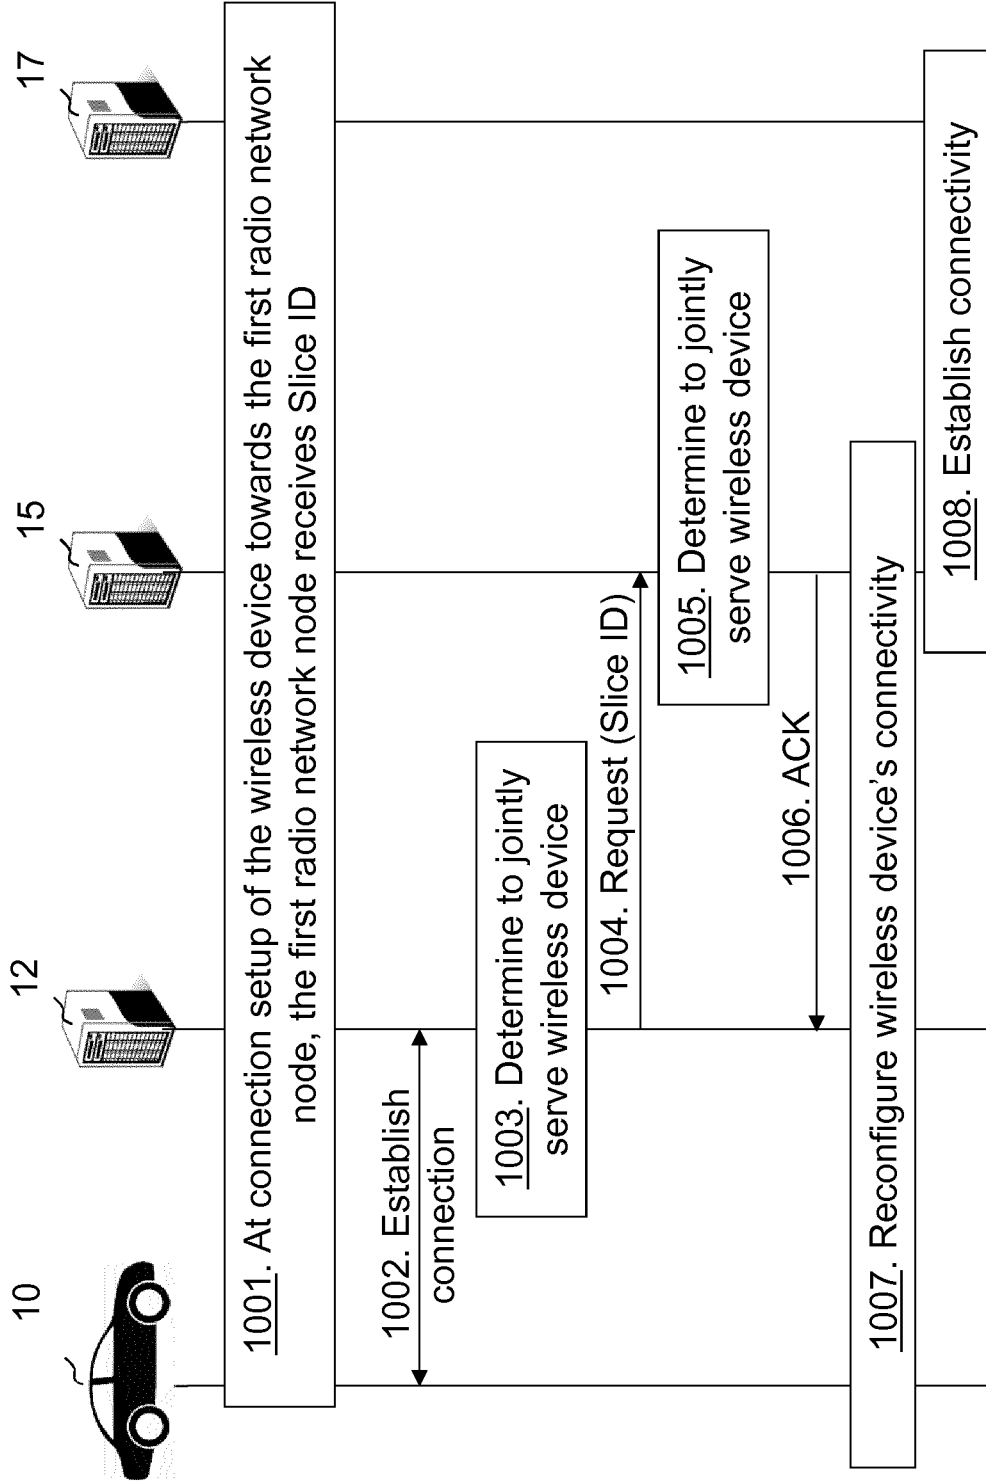 10
12
15
17
1001. At connection setup of the wireless device towards the first radio network
node, the first radio network node receives Slice ID
1002. Establish
connection
1003. Determine to jointly
serve wireless device
1004. Request (Slice ID)
1005. Determine to jointly
serve wireless device
1006. ACK
1007. Reconfigure wireless device’s connectivity
1008. Establish connectivity